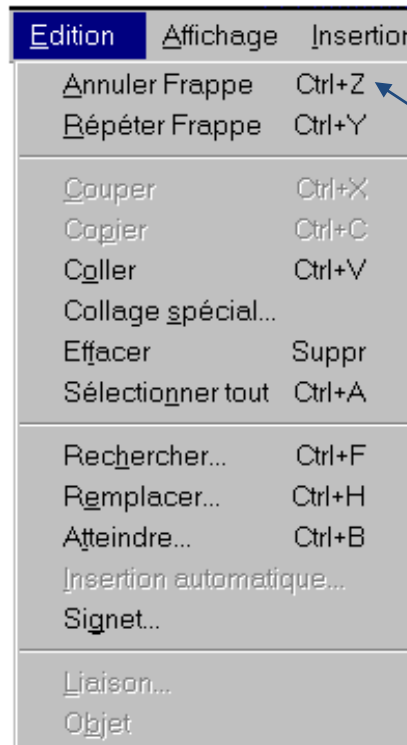 Edition Affichage Insertion
Annuler Frappe Ctrl+Z
Répéter Frappe Ctrl+Y
Couper Ctrl+X
Copier Ctrl+C
Coller Ctrl+V
Collage spécial...
Effacer Suppr
Sélectionner tout Ctrl+A
Rechercher... Ctrl+F
Remplacer... Ctrl+H
Atteindre... Ctrl+B
Insertion automatique...
Signet...
Liaison...
Objet